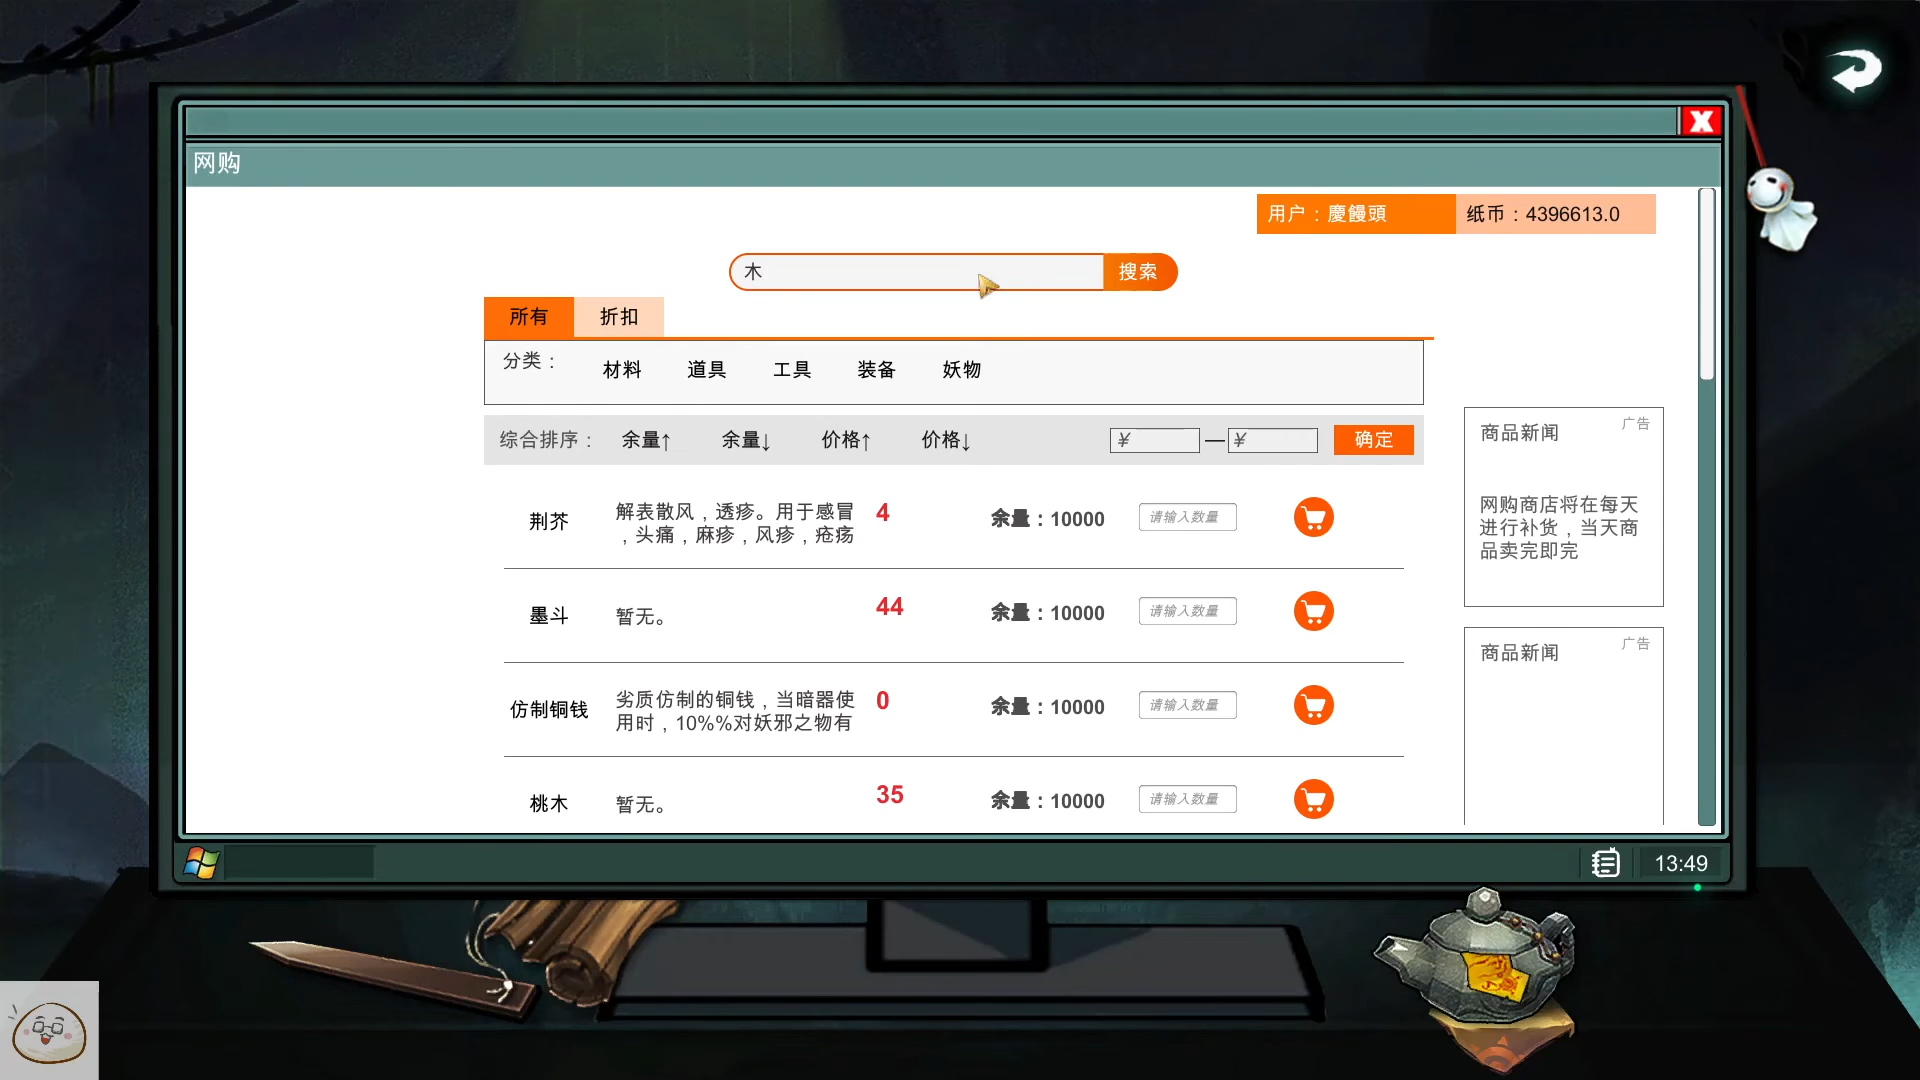 网购
用户：慶饅頭 纸币：4396613.0
木 搜索
所有 折扣
分类： 材料 道具 工具 装备 妖物
综合排序： 余量↑ 余量↓ 价格↑ 价格↓ ¥ — ¥ 确定
荆芥 解表散风，透疹。用于感冒 4 余量：10000 请输入数量
，头痛，麻疹，风疹，疮疡
墨斗 暂无。 44 余量：10000 请输入数量
仿制铜钱 劣质仿制的铜钱，当暗器使 0 余量：10000 请输入数量
用时，10%%对妖邪之物有
桃木 暂无。 35 余量：10000 请输入数量
商品新闻 广告
网购商店将在每天
进行补货，当天商
品卖完即完
商品新闻 广告
13:49